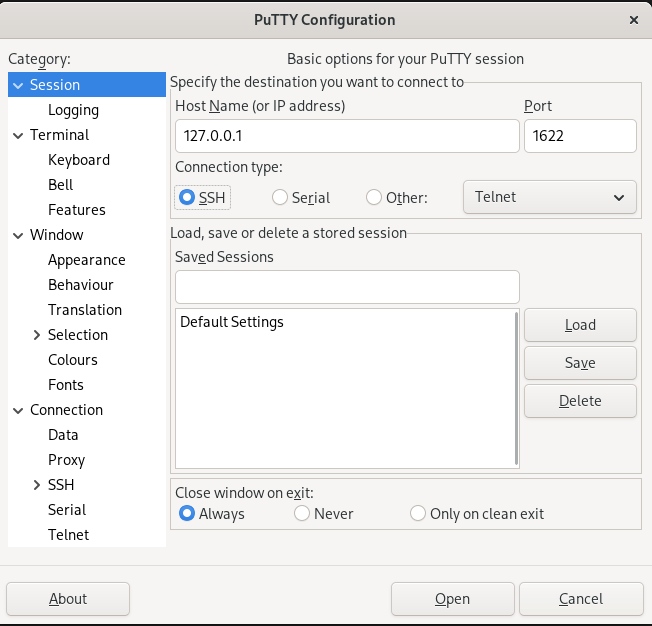 PuTTY Configuration
Category:
Session
Logging
Terminal
Keyboard
Bell
Features
Window
Appearance
Behaviour
Translation
Selection
Colours
Fonts
Connection
Data
Proxy
SSH
Serial
Telnet
Basic options for your PuTTY session
Specify the destination you want to connect to
Host Name (or IP address) Port
127.0.0.1 1622
Connection type:
SSH Serial Other: Telnet
Load, save or delete a stored session
Saved Sessions
Default Settings
Load
Save
Delete
Close window on exit:
Always Never Only on clean exit
About Open Cancel